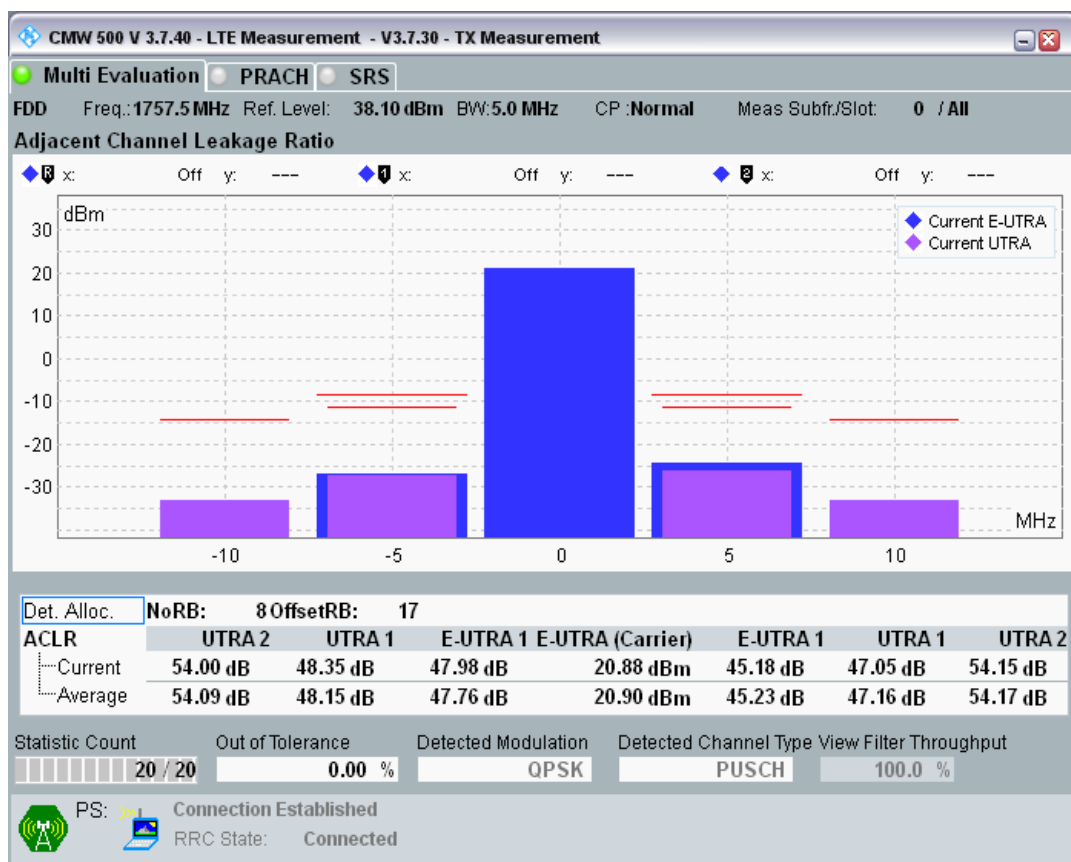 CMW 500 V 3.7.40 - LTE Measurement - V3.7.30 - TX Measurement
Multi Evaluation PRACH SRS
FDD Freq.: 1757.5 MHz Ref. Level: 38.10 dBm BW: 5.0 MHz CP :Normal Meas Subfr./Slot: 0 / All
Adjacent Channel Leakage Ratio
R x: Off y: --- 1 x: Off y: --- 2 x: Off y: ---
dBm
Current E-UTRA
Current UTRA
30
20
10
0
-10
-20
-30
MHz
-10 -5 0 5 10
Det. Alloc. NoRB: 8 OffsetRB: 17
ACLR UTRA 2 UTRA 1 E-UTRA 1 E-UTRA (Carrier) E-UTRA 1 UTRA 1 UTRA 2
Current 54.00 dB 48.35 dB 47.98 dB 20.88 dBm 45.18 dB 47.05 dB 54.15 dB
Average 54.09 dB 48.15 dB 47.76 dB 20.90 dBm 45.23 dB 47.16 dB 54.17 dB
Statistic Count Out of Tolerance Detected Modulation Detected Channel Type View Filter Throughput
20 / 20 0.00 % QPSK PUSCH 100.0 %
PS: Connection Established
RRC State: Connected